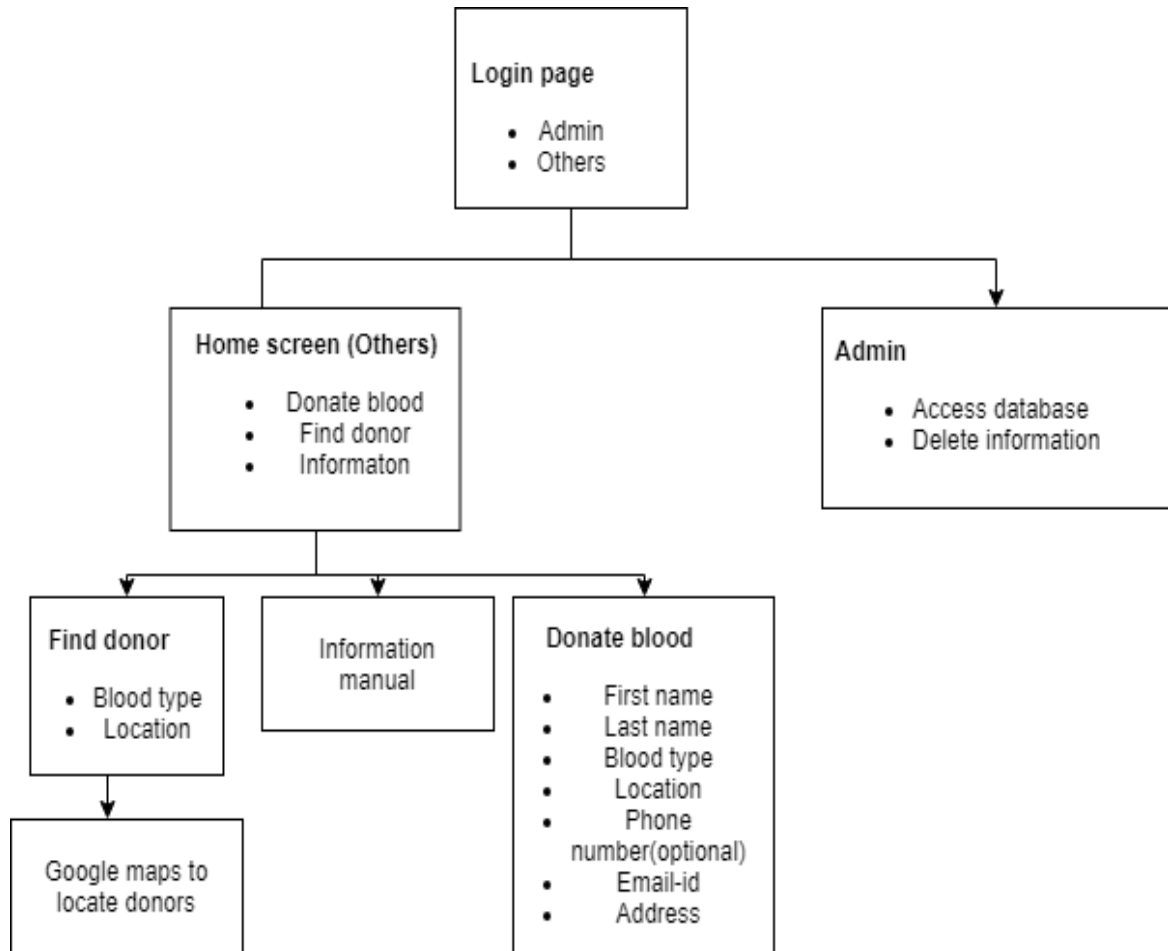 Login page
Admin
Others
Home screen (Others)
Donate blood
Find donor
Informaton
Admin
Access database
Delete information
Find donor
Blood type
Location
Information
manual
Donate blood
First name
Last name
Blood type
Location
Phone
number(optional)
Email-id
Address
Google maps to
locate donors